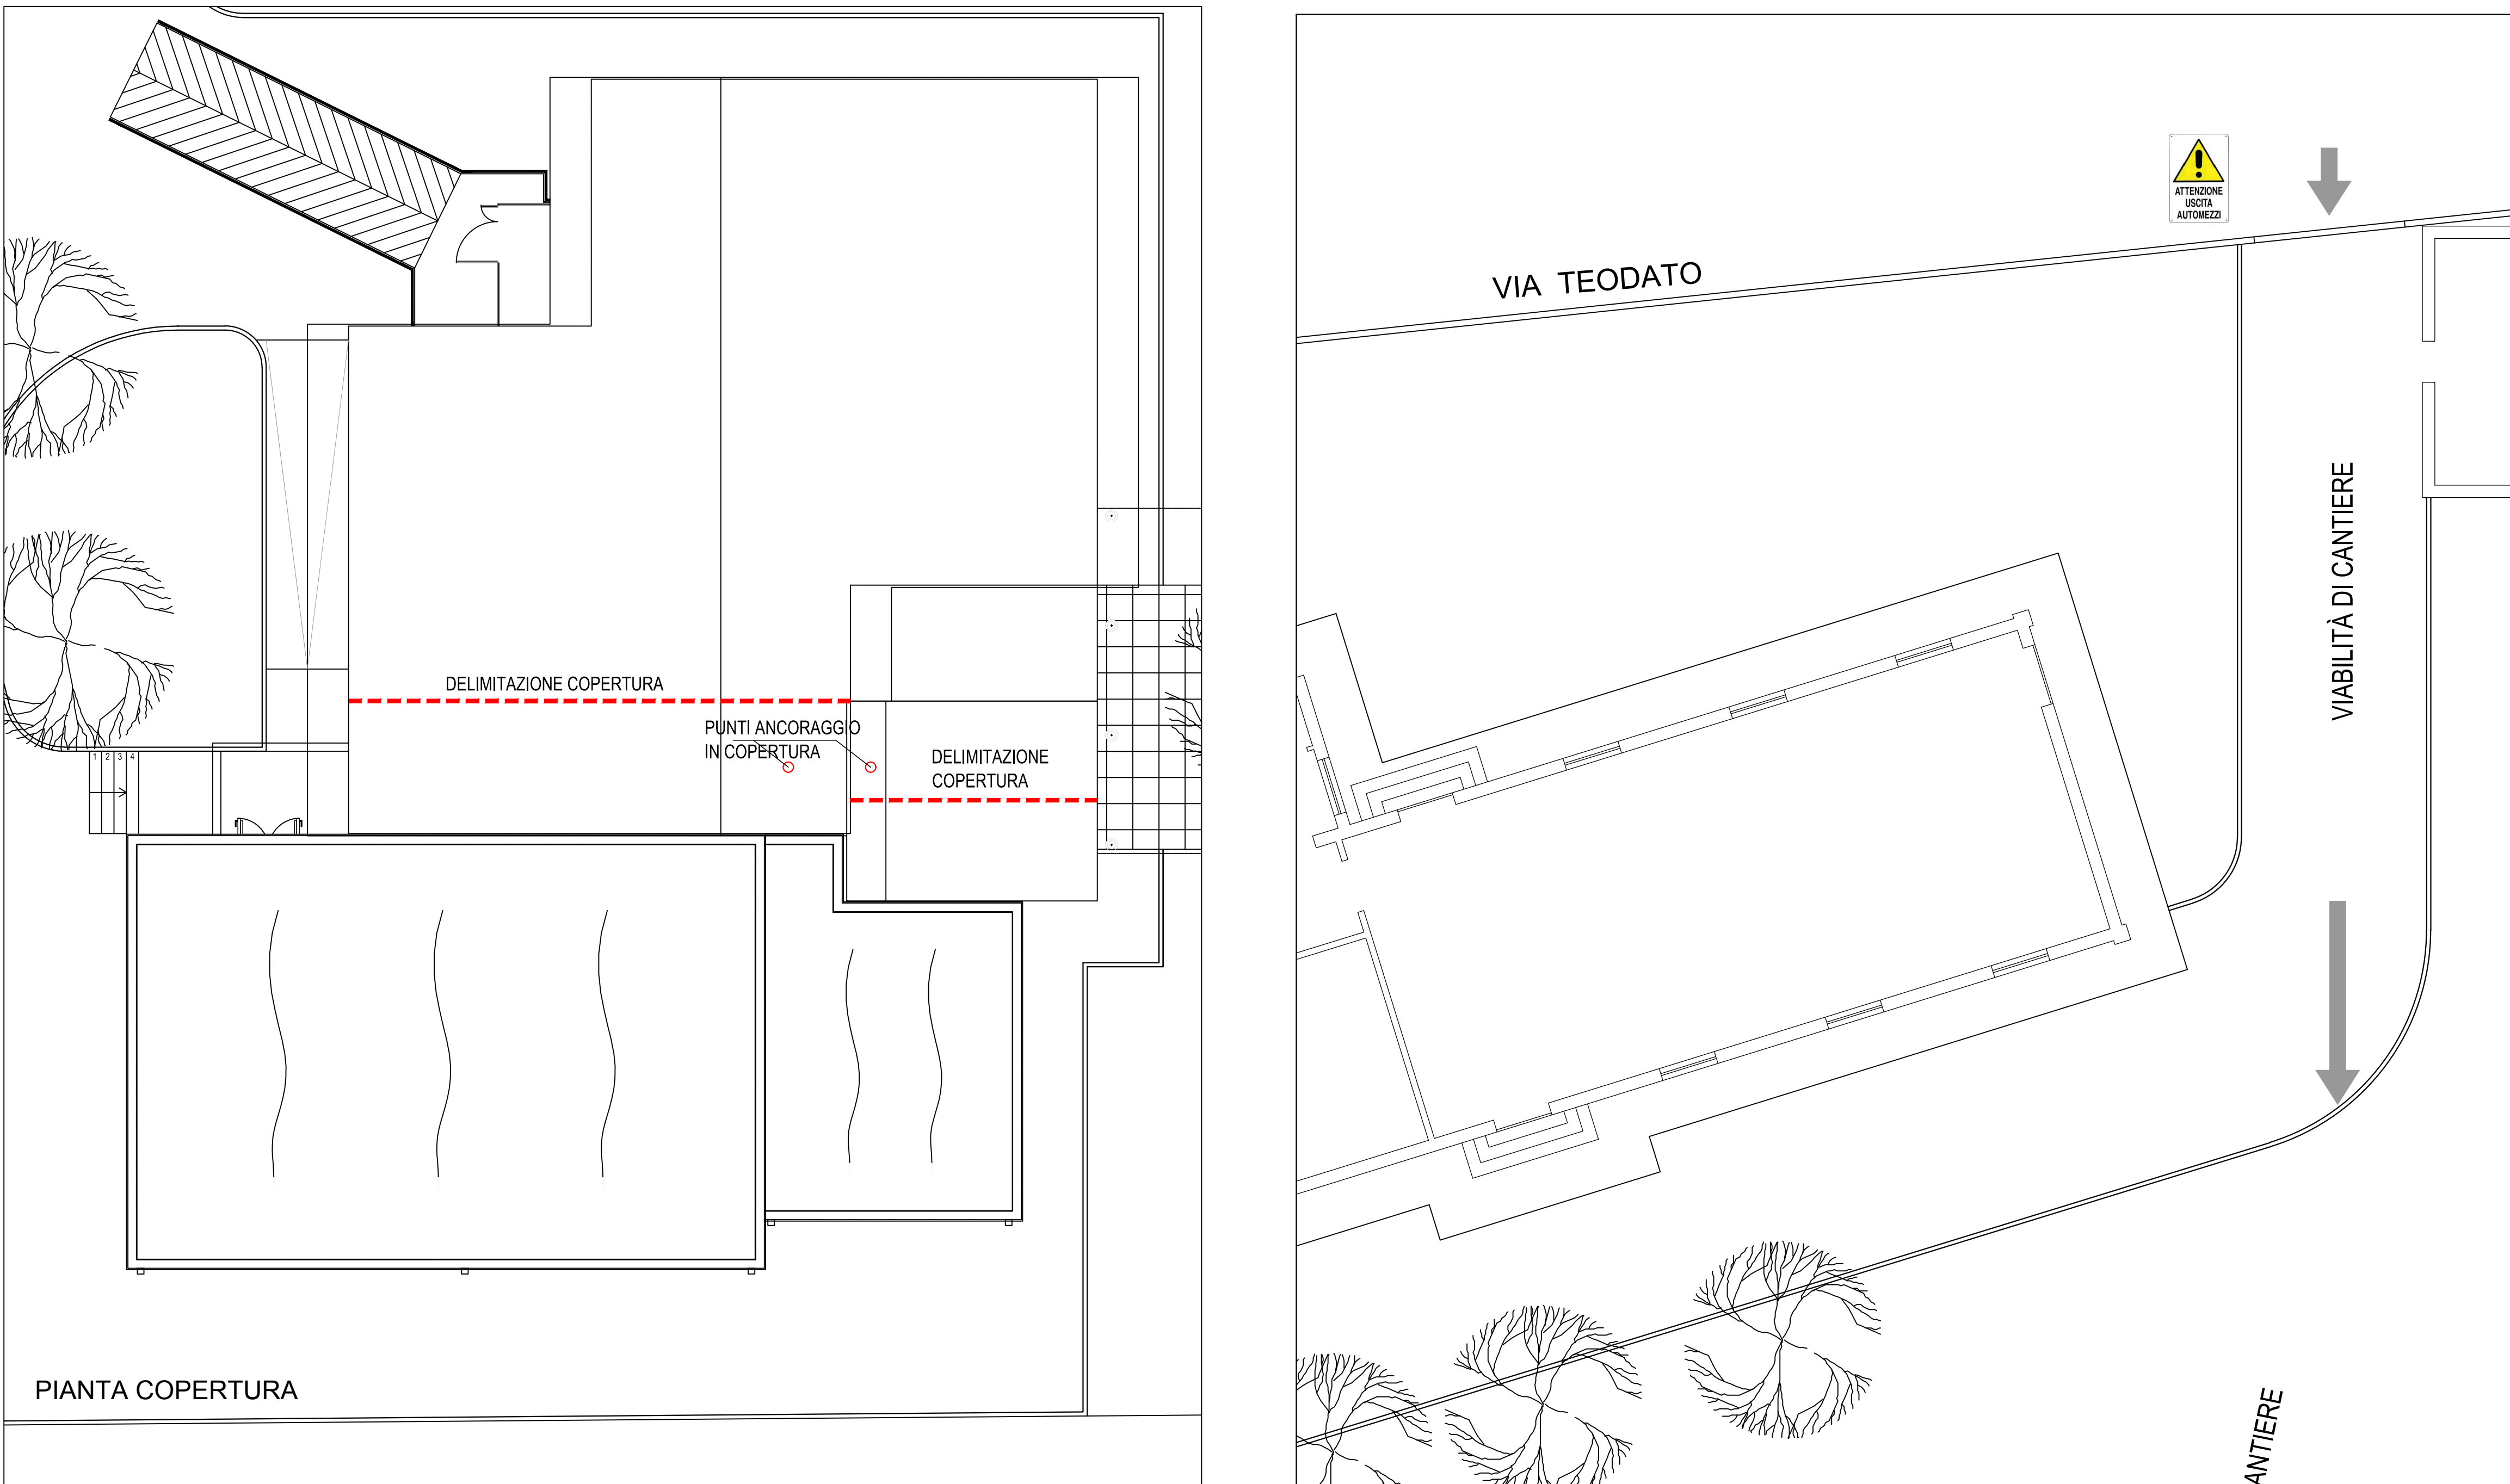 DELIMITAZIONE COPERTURA
PUNTI ANCORAGGIO
IN COPERTURA
DELIMITAZIONE
COPERTURA
1 2 3 4
PIANTA COPERTURA
ATTENZIONE
USCITA
AUTOMEZZI
VIA TEODATO
VIABILITÀ DI CANTIERE
ANTIERE